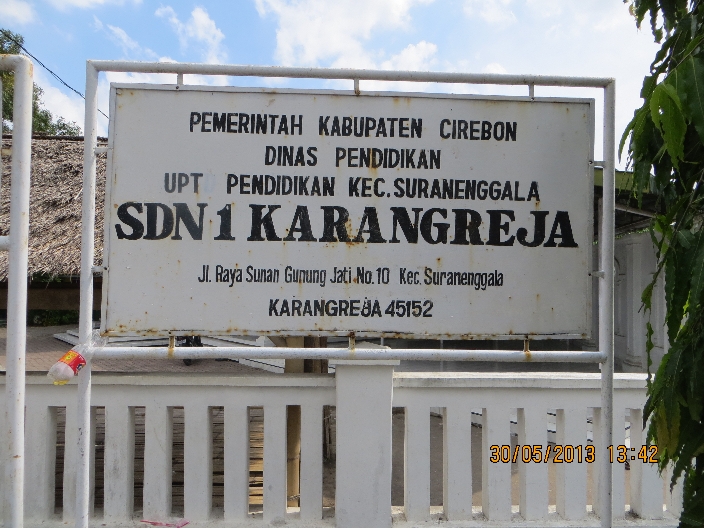 PEMERINTAH KABUPATEN CIREBON
DINAS PENDIDIKAN
UPT PENDIDIKAN KEC.SURANENGGALA
SDN 1 KARANGREJA
Jl. Raya Sunan Gunung Jati No.10 Kec. Suranenggala
KARANGREJA 45152
30/05/2013 13:42